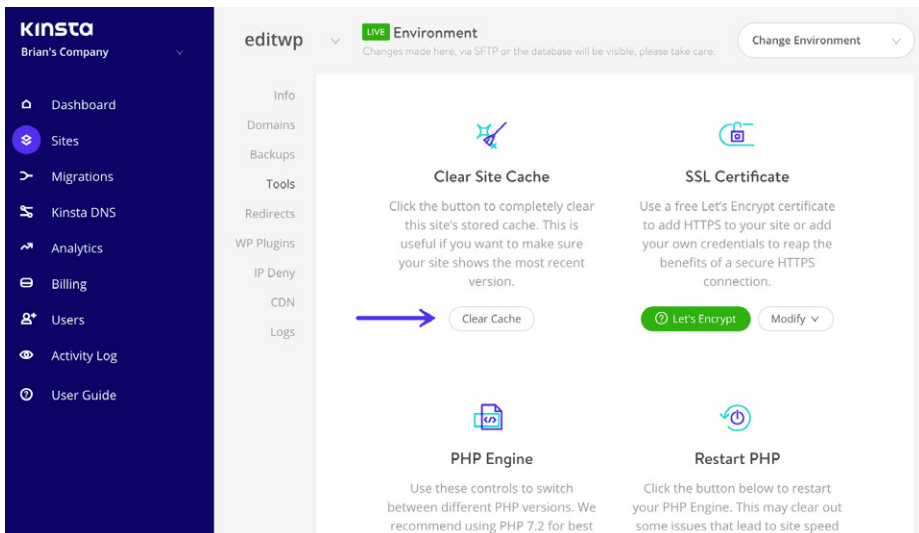 KINSTA
Brian's Company
Dashboard
Sites
Migrations
Kinsta DNS
Analytics
Billing
Users
Activity Log
User Guide
editwp
LIVE Environment
Changes made here, via SFTP or the database will be visible, please take care.
Change Environment
Info
Domains
Backups
Tools
Redirects
WP Plugins
IP Deny
CDN
Logs
Clear Site Cache
Click the button to completely clear
this site's stored cache. This is
useful if you want to make sure
your site shows the most recent
version.
Clear Cache
SSL Certificate
Use a free Let's Encrypt certificate
to add HTTPS to your site or add
your own credentials to reap the
benefits of a secure HTTPS
connection.
Let's Encrypt
Modify
PHP Engine
Use these controls to switch
between different PHP versions. We
recommend using PHP 7.2 for best
Restart PHP
Click the button below to restart
your PHP Engine. This may clear out
some issues that lead to site speed